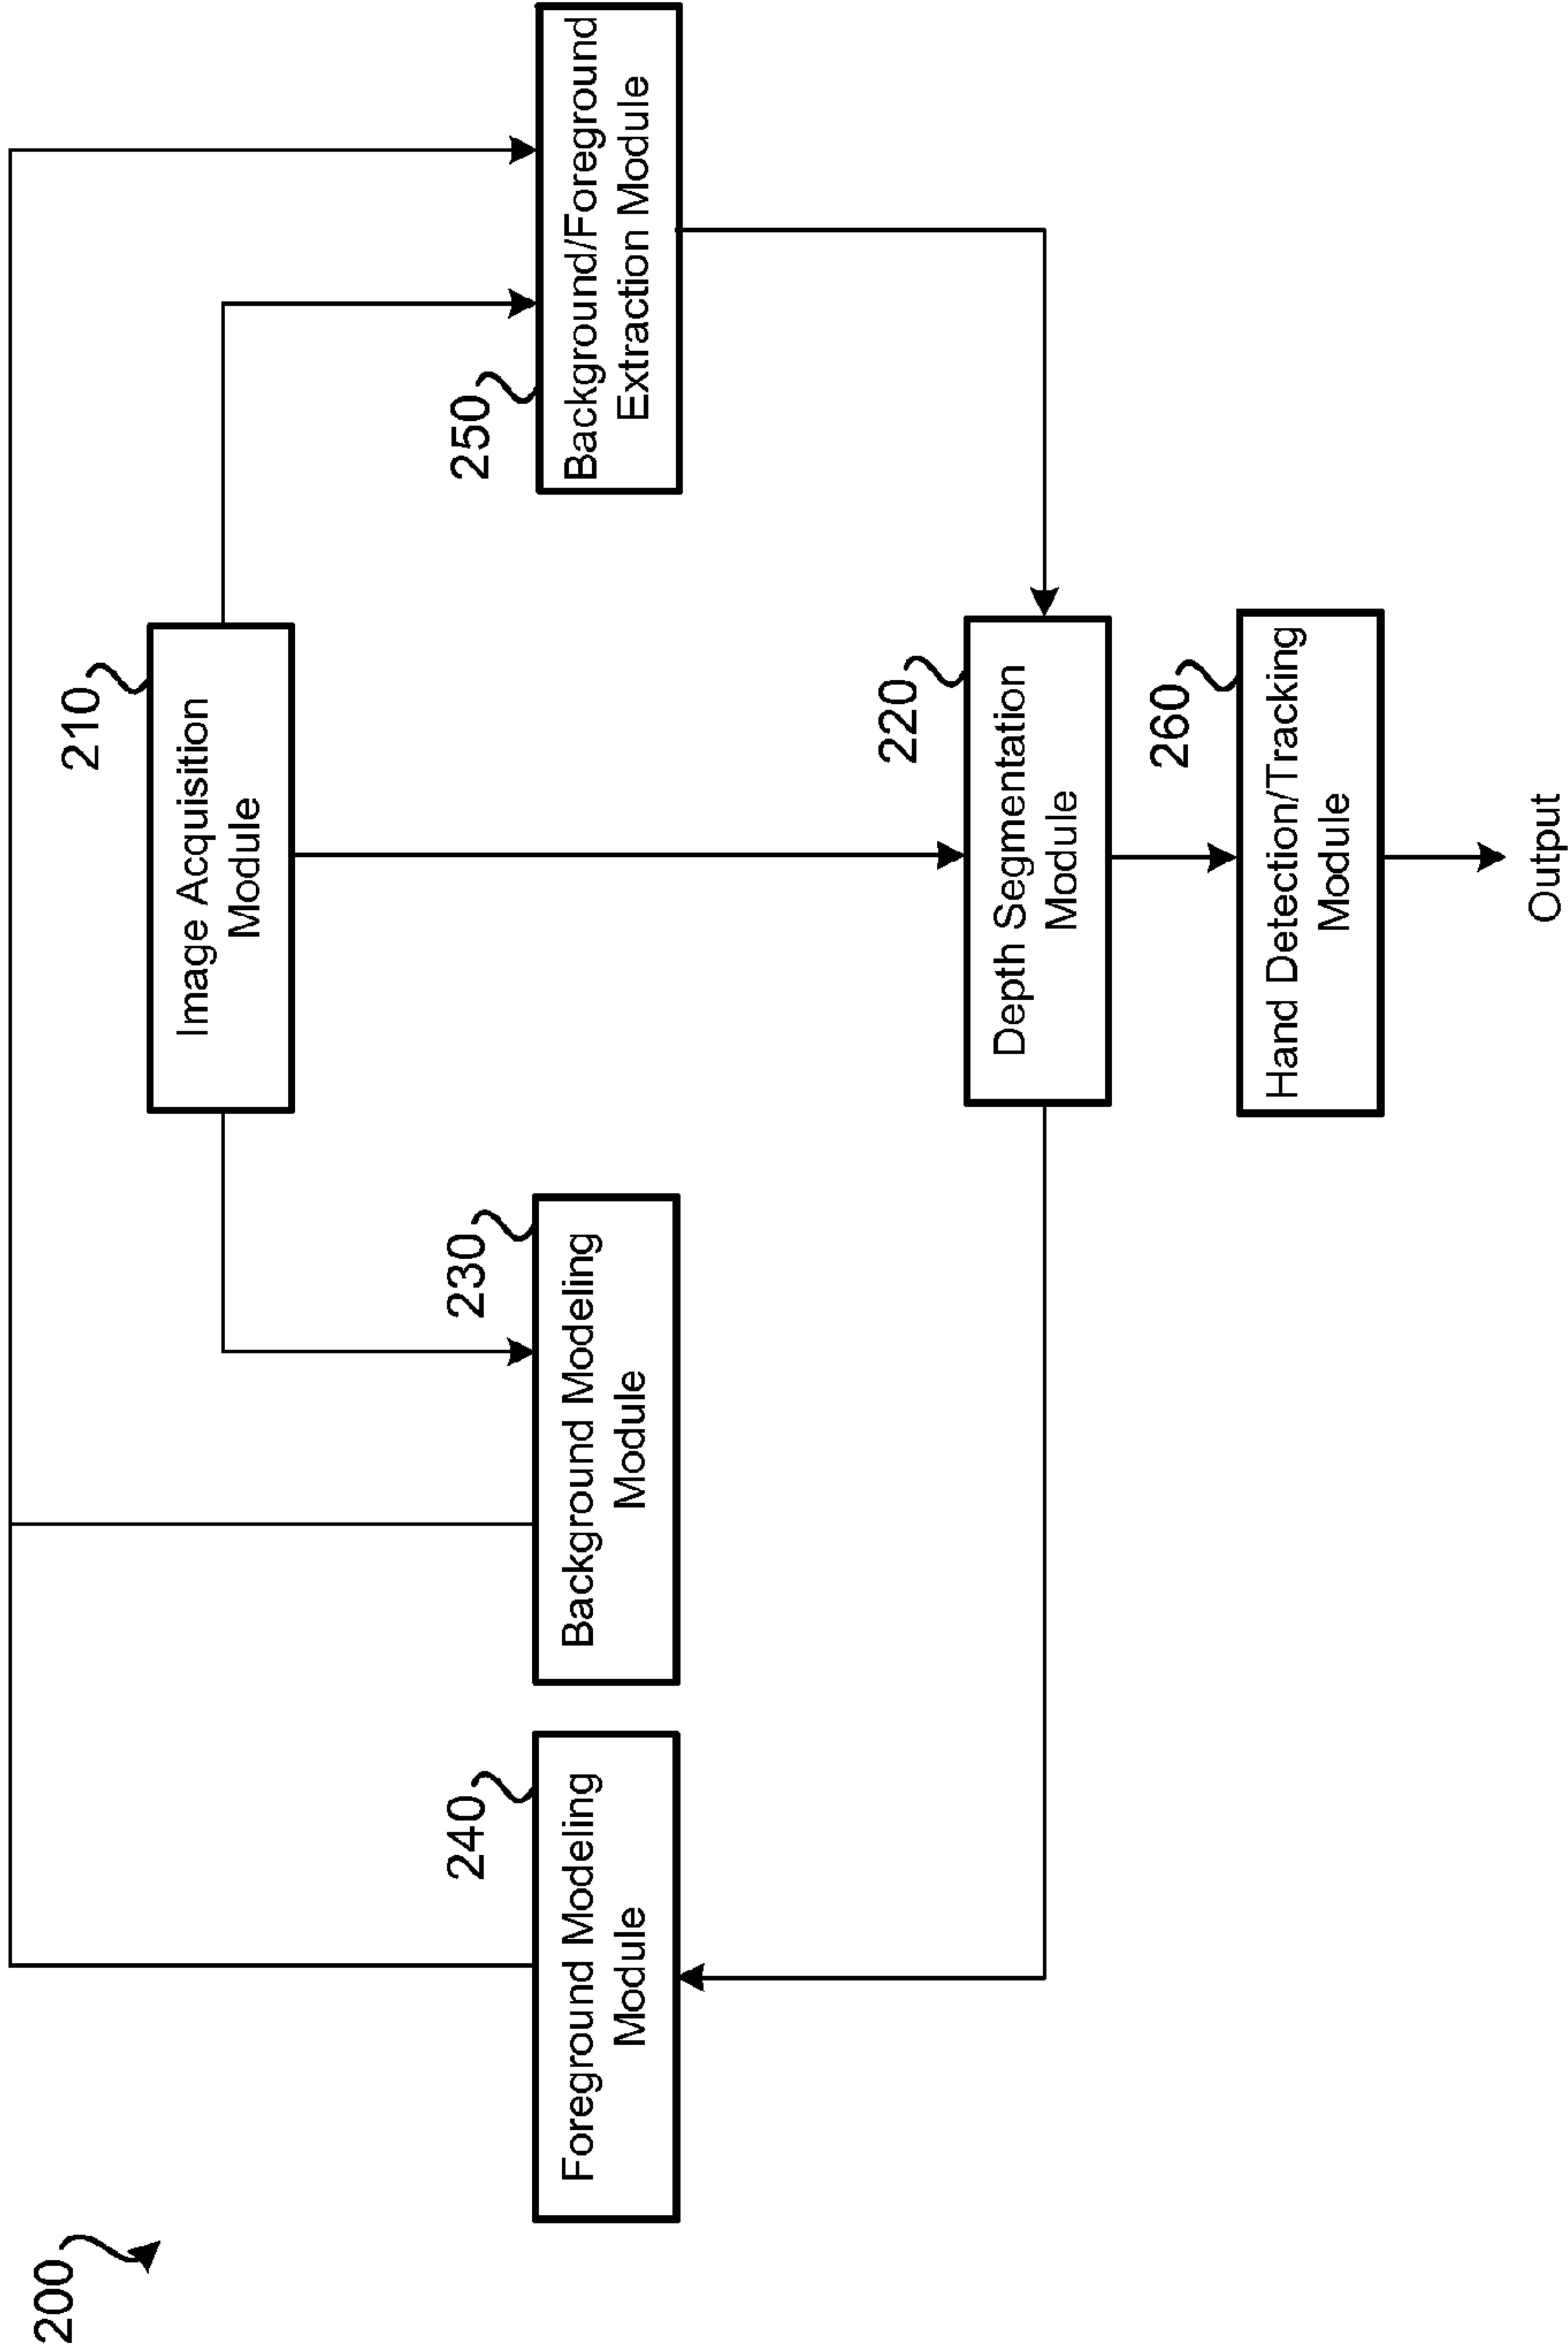 200
210
Image Acquisition
Module
240
Foreground Modeling
Module
230
Background Modeling
Module
250
Background/Foreground
Extraction Module
220
Depth Segmentation
Module
260
Hand Detection/Tracking
Module
Output